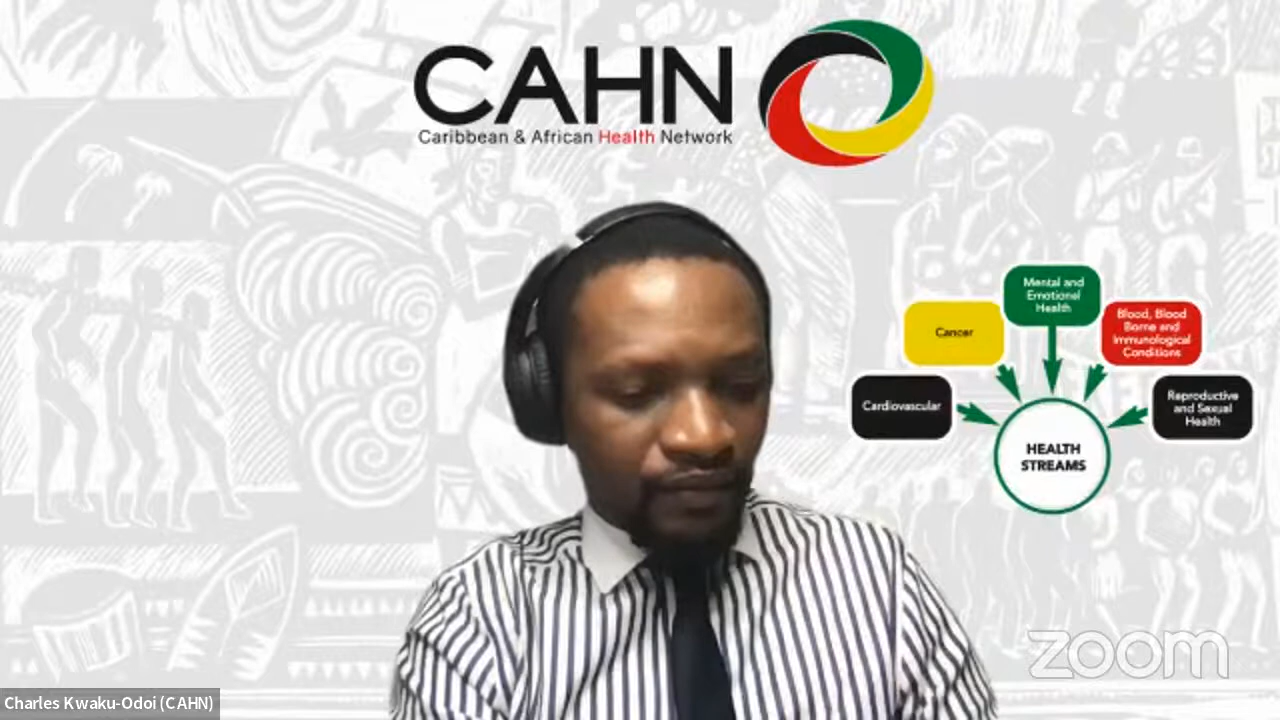 CAHN
Caribbean & African Health Network
Mental and
Emotional
Health
Cancer
Blood, Blood
Borne and
Immunological
Conditions
Cardiovascular
Reproductive
and Sexual
Health
HEALTH
STREAMS
zoom
Charles Kwaku-Odoi (CAHN)